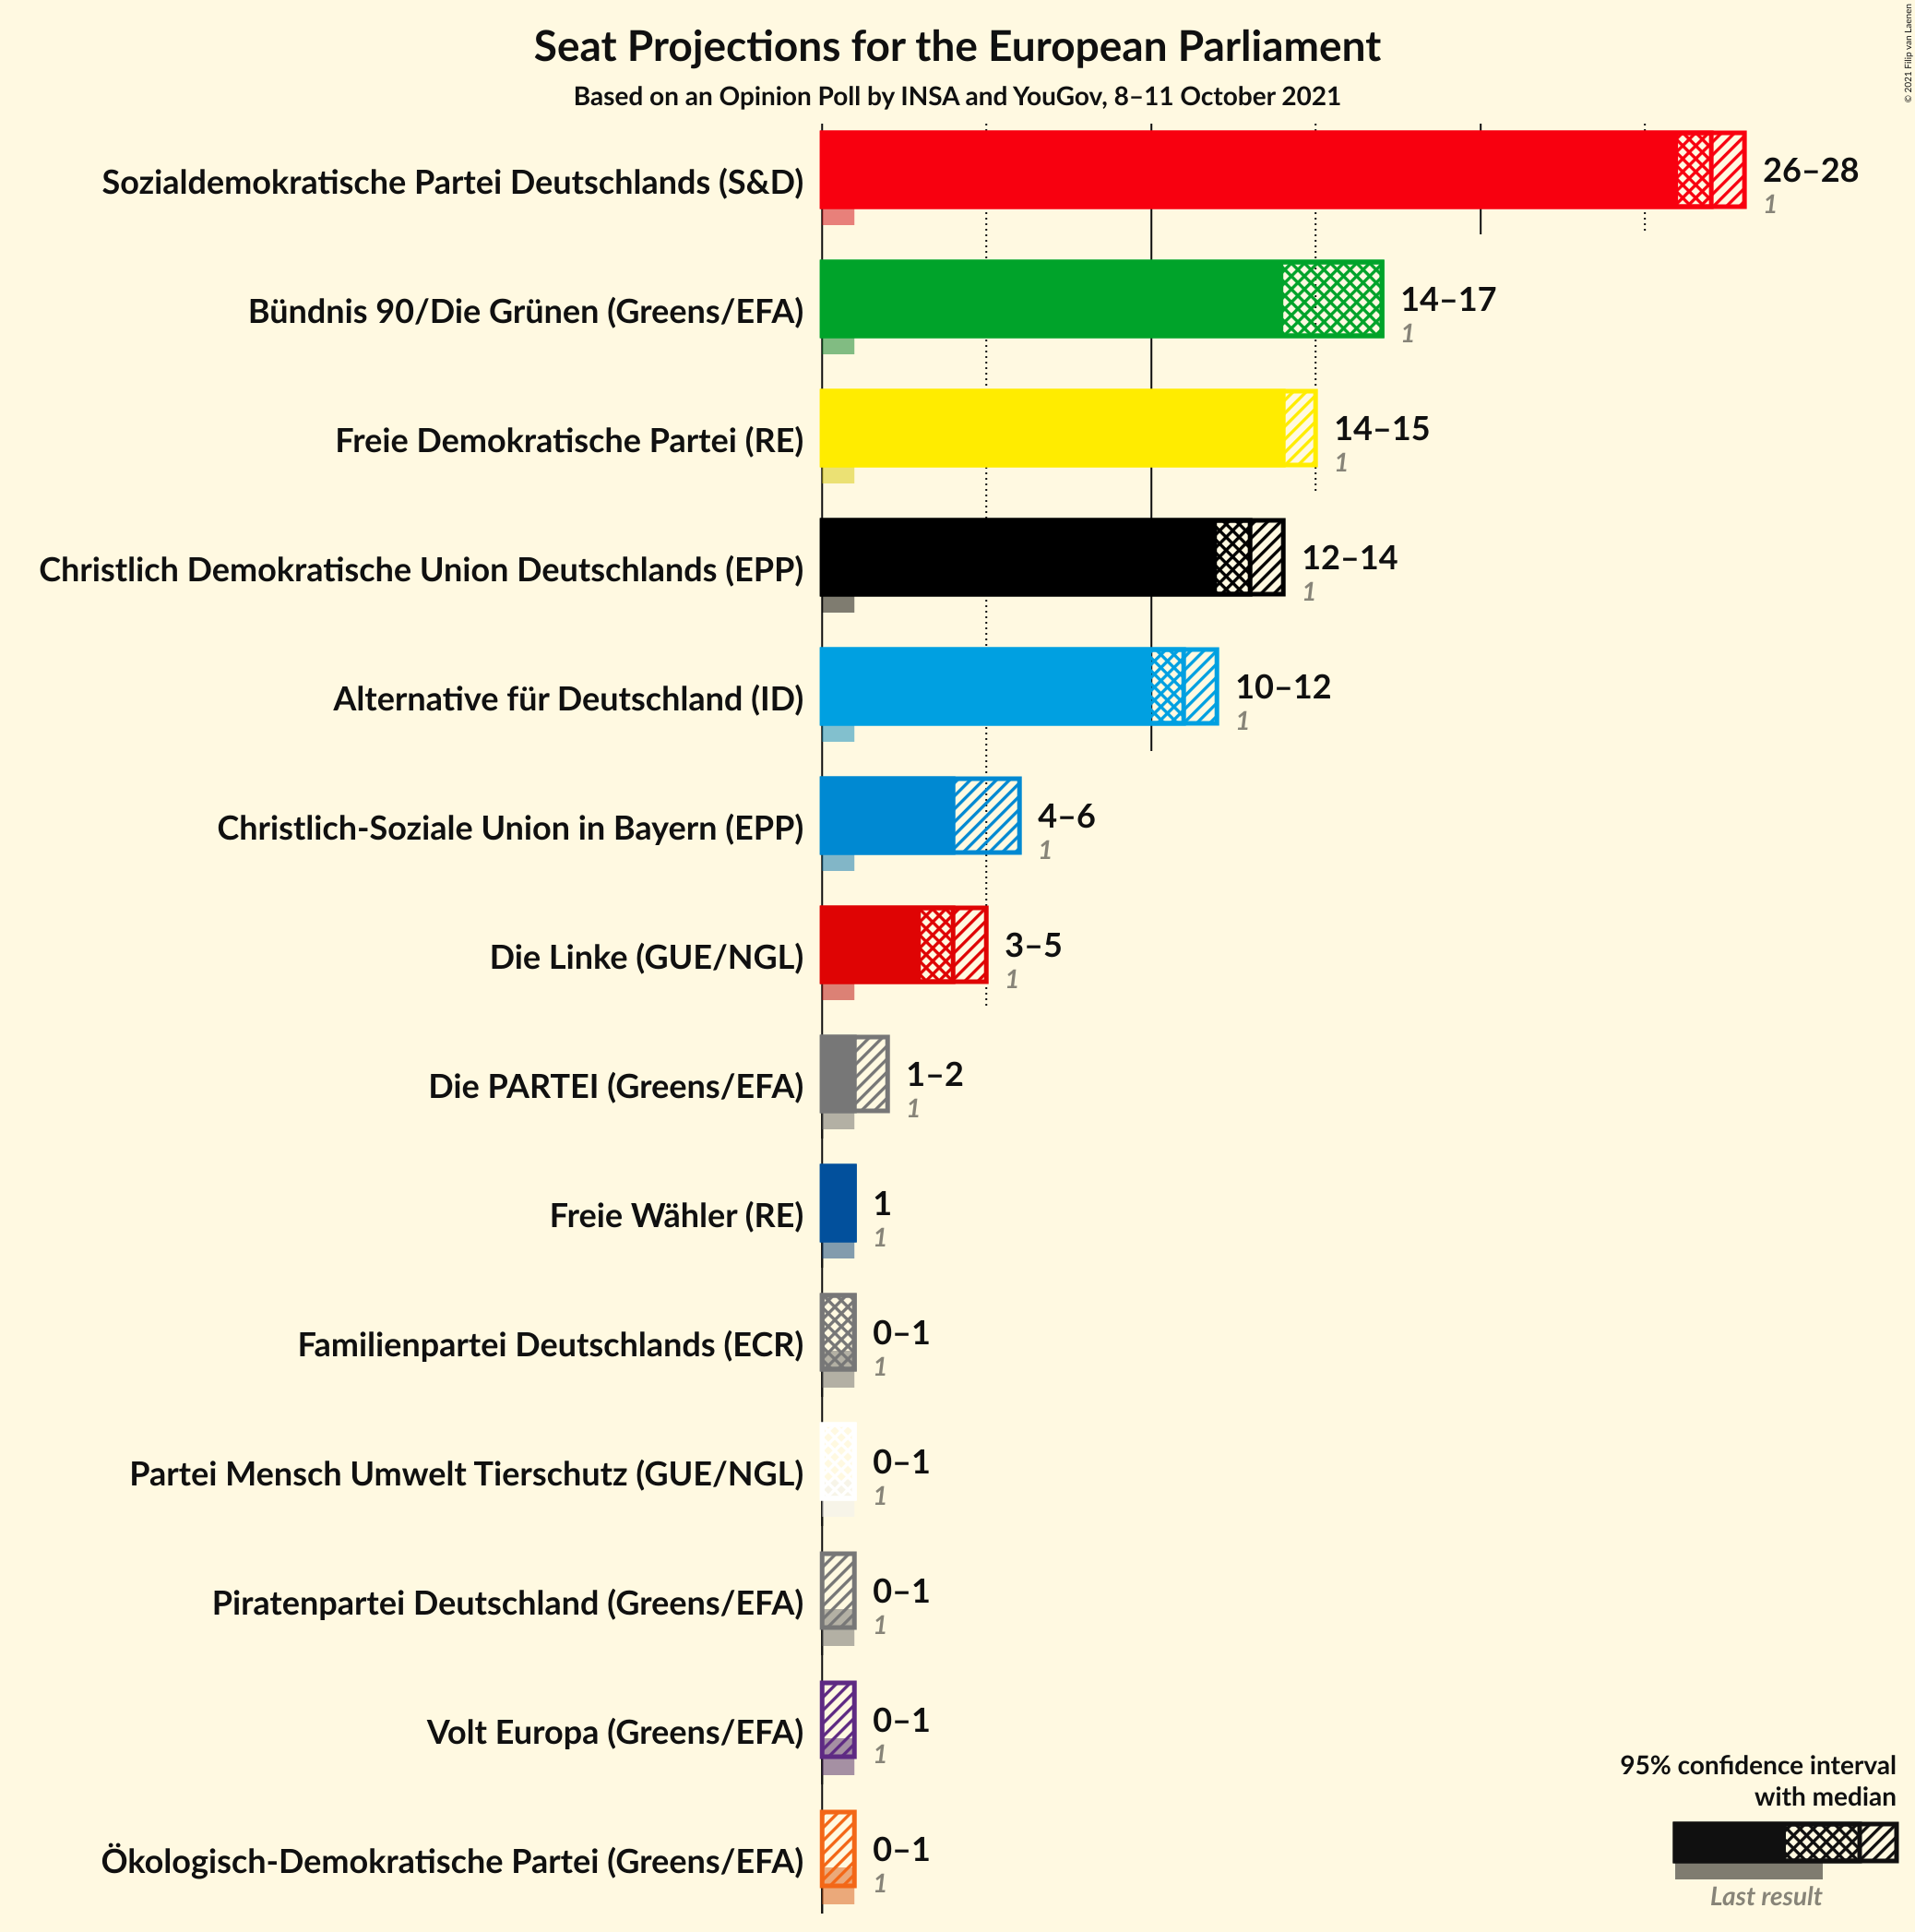 Seat Projections for the European Parliament
Based on an Opinion Poll by INSA and YouGov, 8–11 October 2021
© 2021 Filip van Laenen
Sozialdemokratische Partei Deutschlands (S&D)
26–28
1
Bündnis 90/Die Grünen (Greens/EFA)
14–17
1
Freie Demokratische Partei (RE)
14–15
1
Christlich Demokratische Union Deutschlands (EPP)
12–14
1
Alternative für Deutschland (ID)
10–12
1
Christlich-Soziale Union in Bayern (EPP)
4–6
1
Die Linke (GUE/NGL)
3–5
1
Die PARTEI (Greens/EFA)
1–2
1
Freie Wähler (RE)
1
1
Familienpartei Deutschlands (ECR)
0–1
1
Partei Mensch Umwelt Tierschutz (GUE/NGL)
0–1
1
Piratenpartei Deutschland (Greens/EFA)
0–1
1
Volt Europa (Greens/EFA)
0–1
1
Ökologisch-Demokratische Partei (Greens/EFA)
0–1
1
95% confidence interval
with median
Last result